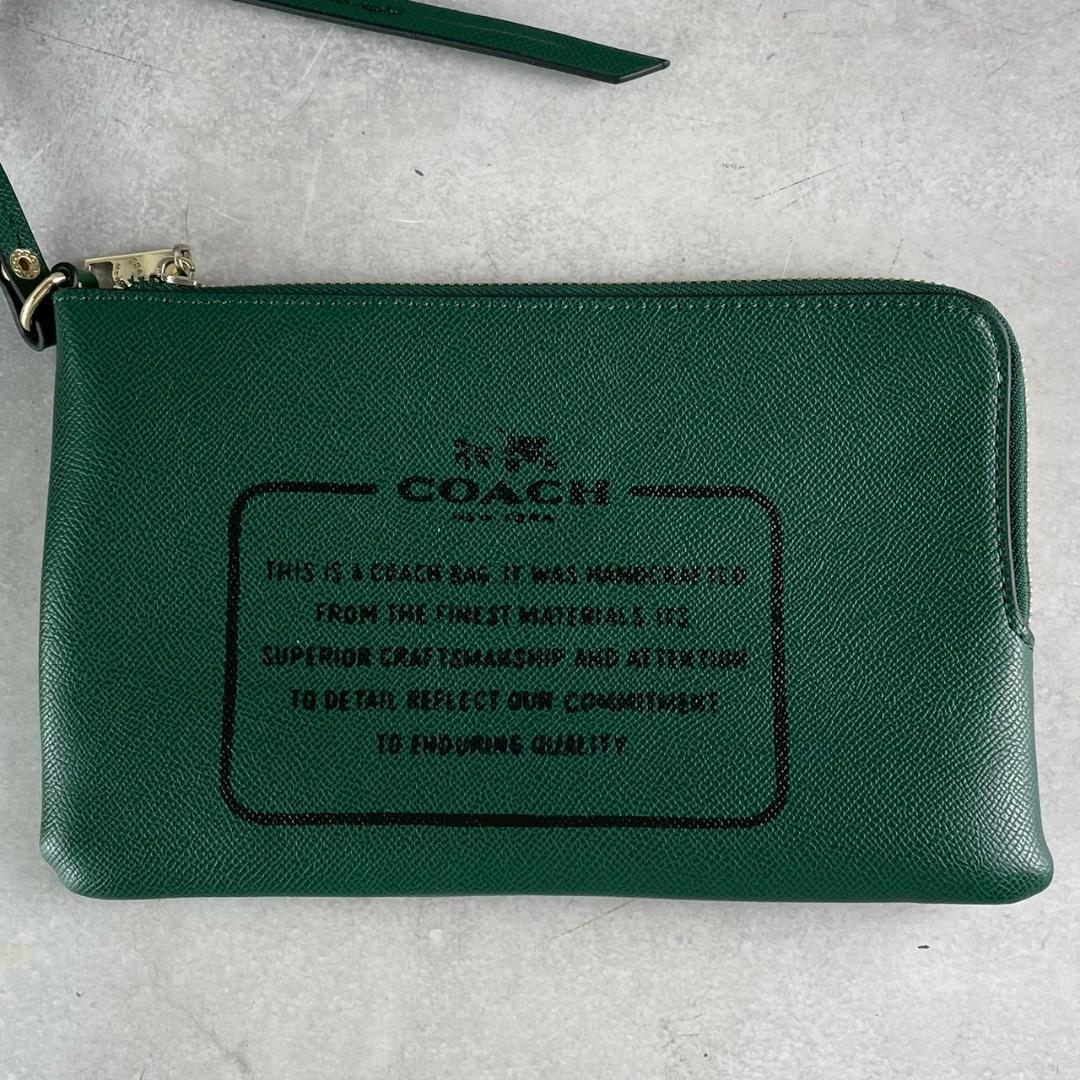 COACH
NEW YORK
THIS IS A COACH BAG IT WAS HANDCRAFTED
FROM THE FINEST MATERIALS ITS
SUPERIOR CRAFTSMANSHIP AND ATTENTION
TO DETAIL REFLECT OUR COMMITMENT
TO ENDURING QUALITY